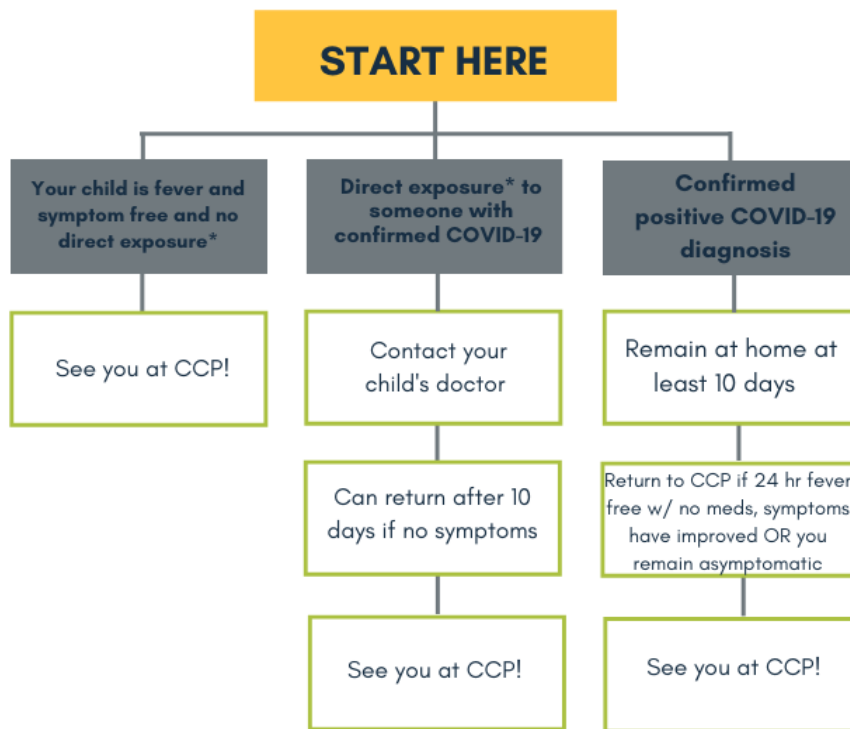 START HERE
Your child is fever and
symptom free and no
direct exposure*
See you at CCP!
Direct exposure* to
someone with
confirmed COVID-19
Contact your
child's doctor
Can return after 10
days if no symptoms
See you at CCP!
Confirmed
positive COVID-19
diagnosis
Remain at home at
least 10 days
Return to CCP if 24 hr fever
free w/ no meds, symptoms
have improved OR you
remain asymptomatic
See you at CCP!